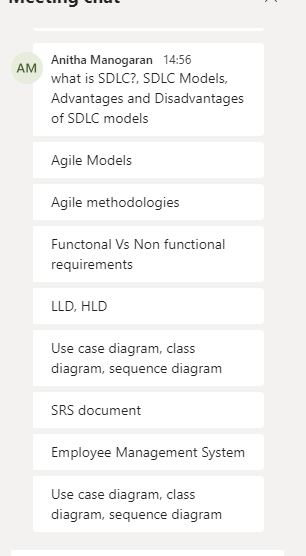 Meeting chat
AM
Anitha Manogaran 14:56
what is SDLC?, SDLC Models,
Advantages and Disadvantages
of SDLC models
Agile Models
Agile methodologies
Functonal Vs Non functional
requirements
LLD, HLD
Use case diagram, class
diagram, sequence diagram
SRS document
Employee Management System
Use case diagram, class
diagram, sequence diagram